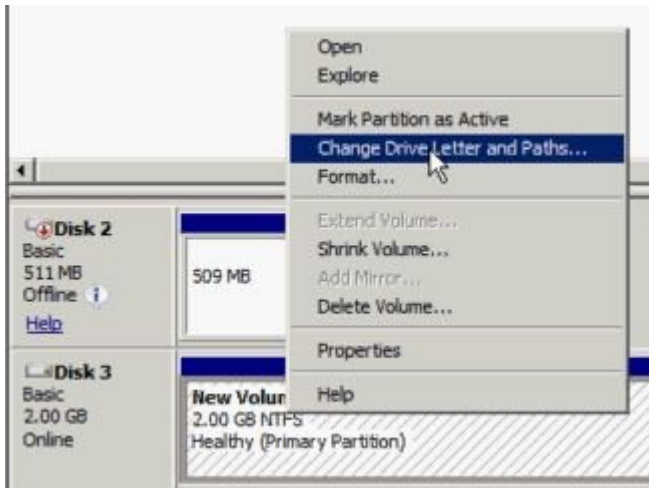 Open
Explore
Mark Partition as Active
Change Drive Letter and Paths...
Format...
Extend Volume...
Shrink Volume...
Add Mirror...
Delete Volume...
Properties
Help
Disk 2
Basic
511 MB
Offline
Help
509 MB
Disk 3
Basic
2.00 GB
Online
New Volum
2.00 GB NTFS
Healthy (Primary Partition)